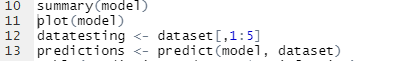 10 summary(model)
11 plot(model)
12 datatesting <- dataset[,1:5]
13 predictions <- predict(model, dataset)